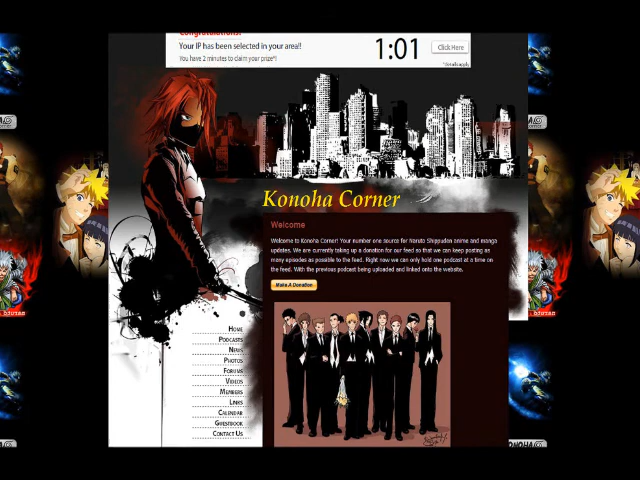 Congratulations!
Your IP has been selected in your area!!
You have 2 minutes to claim your prize*!
1:01
Click Here
*details apply
Konoha Corner
Welcome
Welcome to Konoha Corner! Your number one source for Naruto Shippuden anime and manga
updates. We are currently taking up a donation for our feed so that we can keep posting as
many episodes as possible to the feed. Right now we can only hold one podcast at a time on
the feed. With the previous podcast being uploaded and linked onto the website.
Make A Donation
Home
Podcasts
News
Photos
Forums
Videos
Members
Links
Calendar
Guestbook
Contact Us